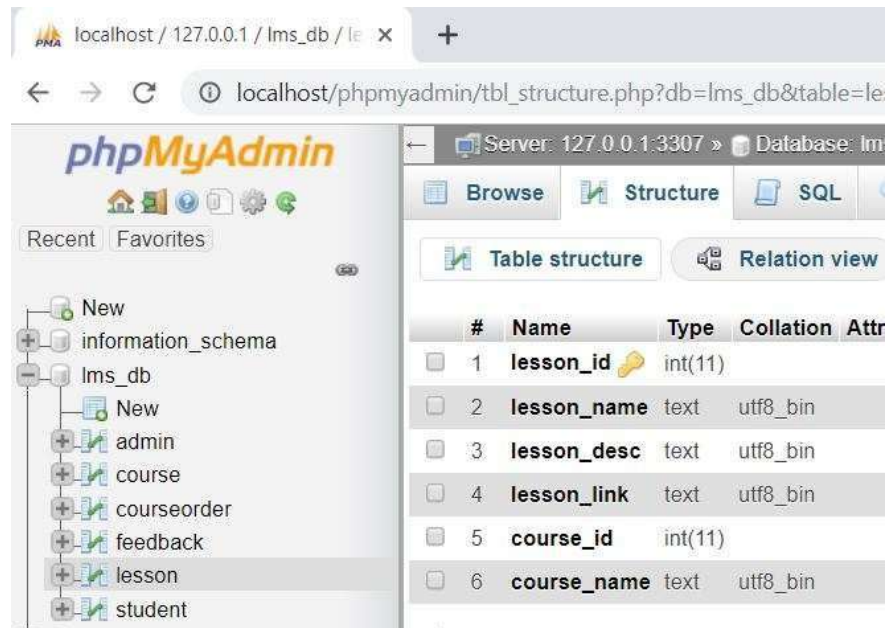 localhost / 127.0.0.1 / lms_db / le
localhost/phpmyadmin/tbl_structure.php?db=lms_db&table=les
phpMyAdmin
Recent Favorites
New
information_schema
lms_db
New
admin
course
courseorder
feedback
lesson
student
Server: 127.0.0.1:3307 » Database: lms
Browse Structure SQL
Table structure Relation view
# Name Type Collation Attr
1 lesson_id int(11)
2 lesson_name text utf8_bin
3 lesson_desc text utf8_bin
4 lesson_link text utf8_bin
5 course_id int(11)
6 course_name text utf8_bin